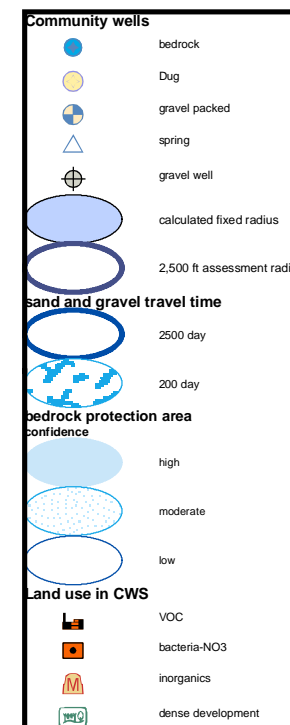 Community wells
bedrock
Dug
gravel packed
spring
gravel well
calculated fixed radius
2,500 ft assessment radi
sand and gravel travel time
2500 day
200 day
bedrock protection area
confidence
high
moderate
low
Land use in CWS
VOC
bacteria-NO3
M
inorganics
dense development